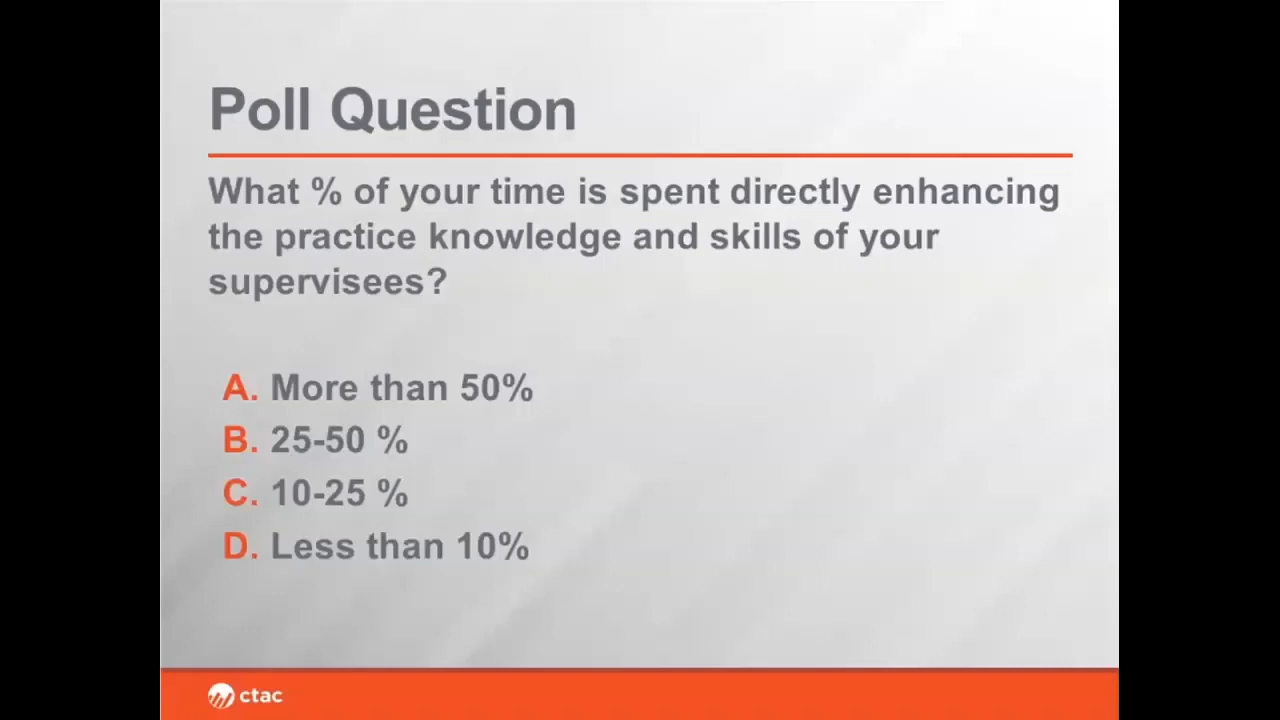 Poll Question
What % of your time is spent directly enhancing
the practice knowledge and skills of your
supervisees?
A. More than 50%
B. 25-50 %
C. 10-25 %
D. Less than 10%
ctac